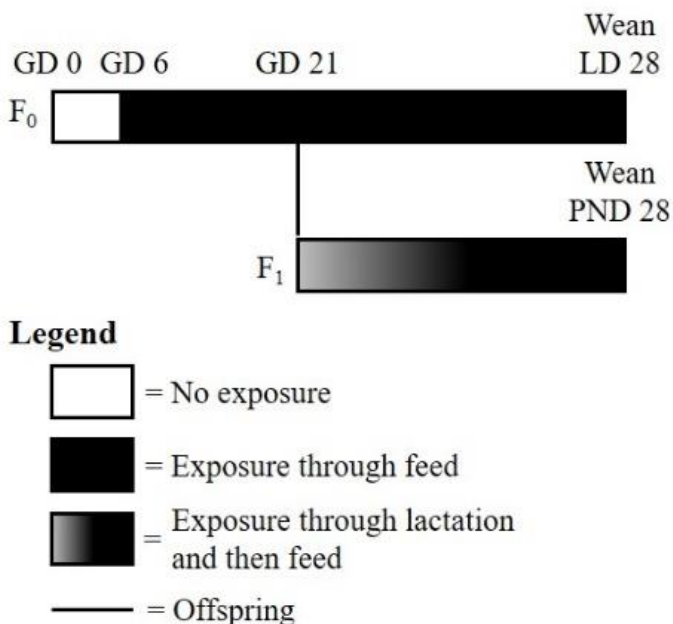 Wean
GD 0 GD 6 GD 21 LD 28
F₀
Wean
PND 28
F₁
Legend
= No exposure
= Exposure through feed
= Exposure through lactation
and then feed
= Offspring